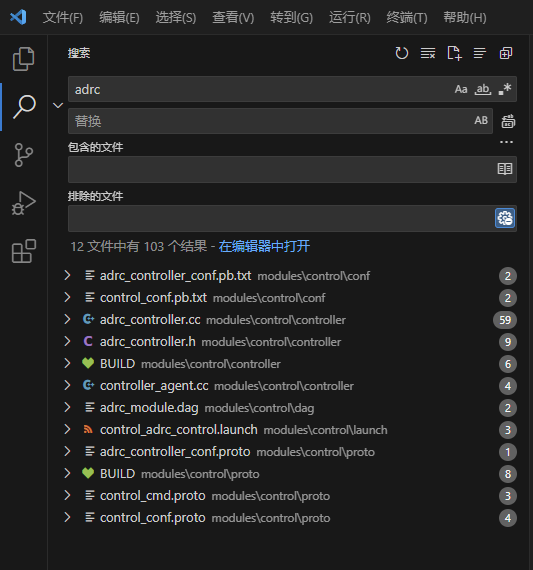 文件(F) 编辑(E) 选择(S) 查看(V) 转到(G) 运行(R) 终端(T) 帮助(H)
搜索
adrc Aa ab .*
替换 AB
包含的文件 ...
排除的文件
12 文件中有 103 个结果 - 在编辑器中打开
adrc_controller_conf.pb.txt modules\control\conf 2
control_conf.pb.txt modules\control\conf 2
adrc_controller.cc modules\control\controller 59
C adrc_controller.h modules\control\controller 9
BUILD modules\control\controller 6
controller_agent.cc modules\control\controller 4
adrc_module.dag modules\control\dag 2
control_adrc_control.launch modules\control\launch 3
adrc_controller_conf.proto modules\control\proto 1
BUILD modules\control\proto 8
control_cmd.proto modules\control\proto 3
control_conf.proto modules\control\proto 4